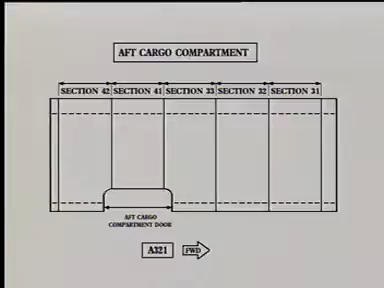 AFT CARGO COMPARTMENT
SECTION 42 SECTION 41 SECTION 33 SECTION 32 SECTION 31
AFT CARGO
COMPARTMENT DOOR
A321 FWD